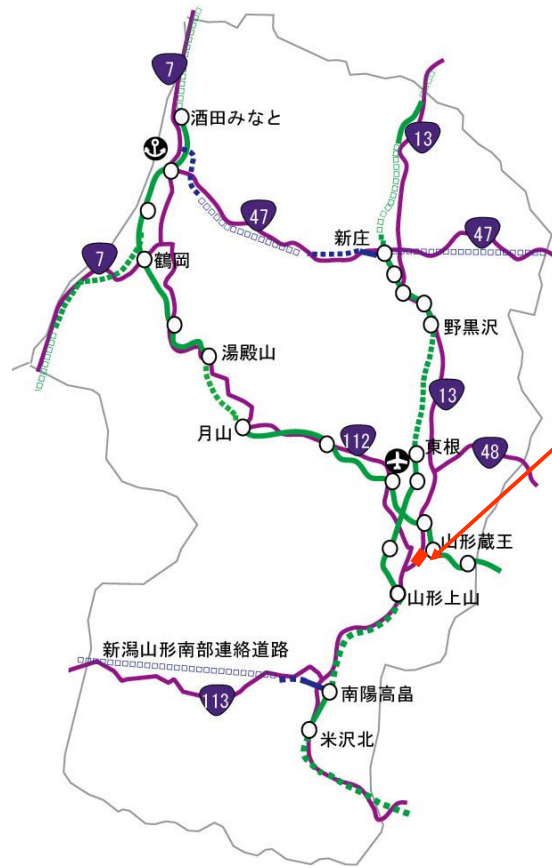 7
酒田みなと
13
47
新庄
47
7
鶴岡
野黒沢
湯殿山
13
月山
112
東根
48
山形蔵王
山形上山
新潟山形南部連絡道路
南陽高畠
113
米沢北